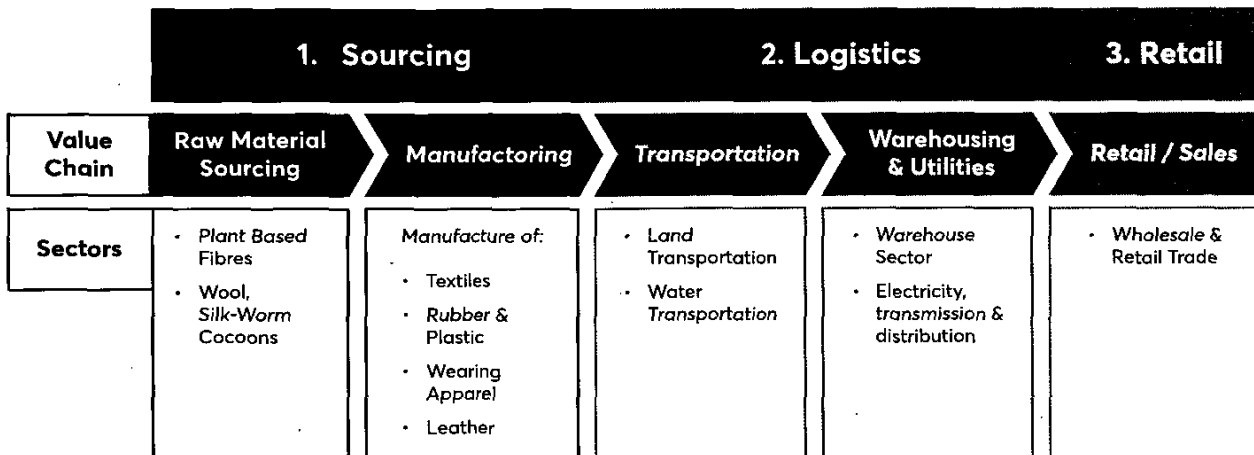 1. Sourcing
2. Logistics
3. Retail
Value
Chain
Raw Material
Sourcing
Manufactoring
Transportation
Warehousing
& Utilities
Retail / Sales
Sectors
• Plant Based
Fibres
• Wool,
Silk-Worm
Cocoons
Manufacture of:
• Textiles
• Rubber &
Plastic
• Wearing
Apparel
• Leather
• Land
Transportation
• Water
Transportation
• Warehouse
Sector
• Electricity,
transmission &
distribution
• Wholesale &
Retail Trade